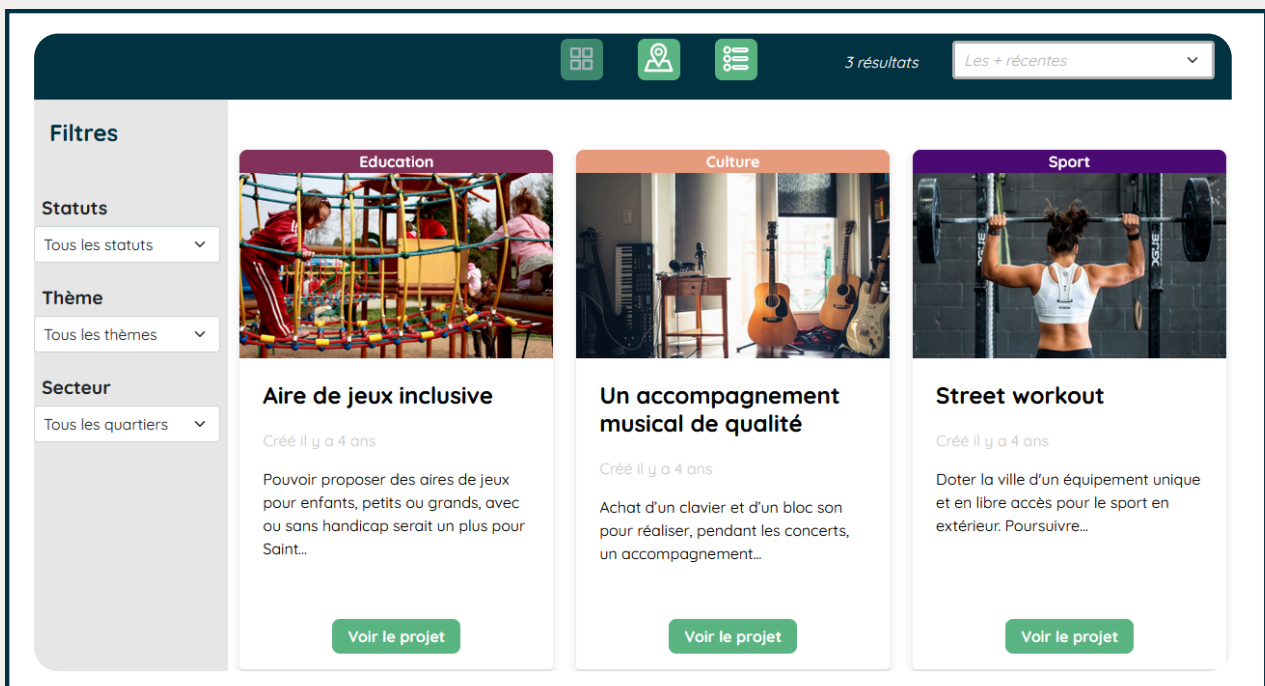 3 résultats
Les + récentes
Filtres
Statuts
Tous les statuts
Thème
Tous les thèmes
Secteur
Tous les quartiers
Education
Aire de jeux inclusive
Créé il y a 4 ans
Pouvoir proposer des aires de jeux
pour enfants, petits ou grands, avec
ou sans handicap serait un plus pour
Saint...
Voir le projet
Culture
Un accompagnement
musical de qualité
Créé il y a 4 ans
Achat d’un clavier et d’un bloc son
pour réaliser, pendant les concerts,
un accompagnement...
Voir le projet
Sport
Street workout
Créé il y a 4 ans
Doter la ville d'un équipement unique
et en libre accès pour le sport en
extérieur. Poursuivre...
Voir le projet